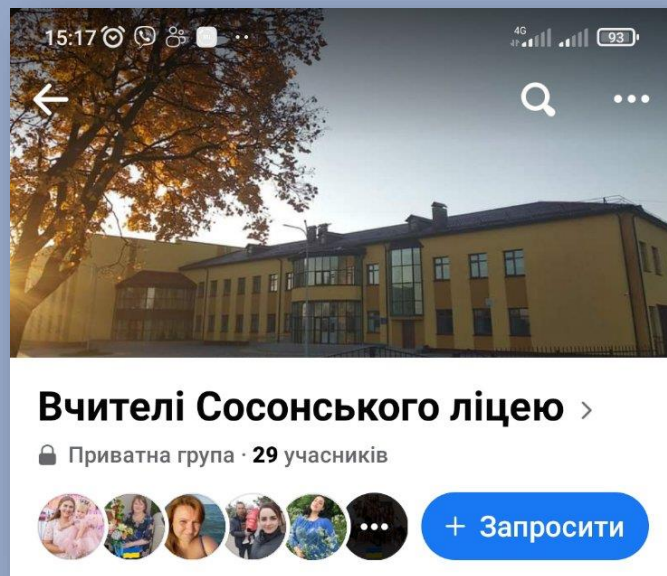 15:17
4G
93
Вчителі Сосонського ліцею >
Приватна група · 29 учасників
+ Запросити